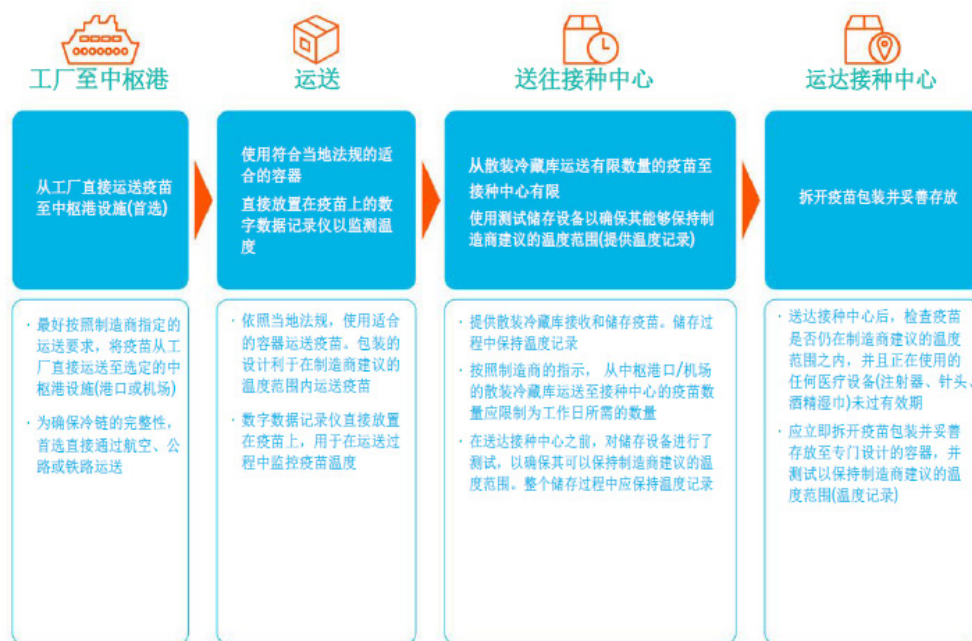 工厂至中枢港
运送
送往接种中心
运达接种中心
从工厂直接运送疫苗
至中枢港设施(首选)
使用符合当地法规的适
合的容器
直接放置在疫苗上的数
字数据记录仪以监测温
度
从散装冷藏库运送有限数量的疫苗至
接种中心有限
使用测试储存设备以确保其能够保持制
造商建议的温度范围(提供温度记录)
拆开疫苗包装并妥善存放
· 最好按照制造商指定的
运送要求，将疫苗从工
厂直接运送至选定的中
枢港设施(港口或机场)
· 为确保冷链的完整性，
首选直接通过航空、公
路或铁路运送
· 依照当地法规，使用适合
的容器运送疫苗。包装的
设计利于在制造商建议的
温度范围内运送疫苗
· 数字数据记录仪直接放置
在疫苗上，用于在运送过
程中监控疫苗温度
· 提供散装冷藏库接收和储存疫苗。储存过
程中保持温度记录
· 按照制造商的指示， 从中枢港口/机场
的散装冷藏库运送至接种中心的疫苗数
量应限制为工作日所需的数量
· 在送达接种中心之前，对储存设备进行了
测试，以确保其可以保持制造商建议的温
度范围。整个储存过程中应保持温度记录
· 送达接种中心后，检查疫苗
是否仍在制造商建议的温度
范围之内，并且正在使用的
任何医疗设备(注射器、针头、
酒精湿巾)未过有效期
· 应立即拆开疫苗包装并妥善
存放至专门设计的容器，并
测试以保持制造商建议的温
度范围(温度记录)